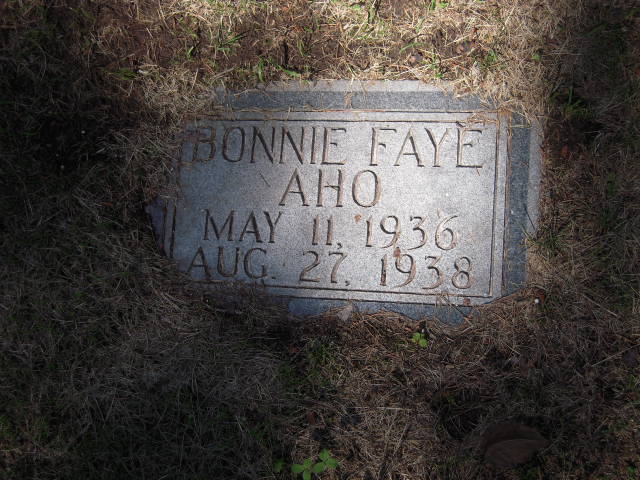 BONNIE FAYE
AHO
MAY 11, 1936
AUG. 27, 1938